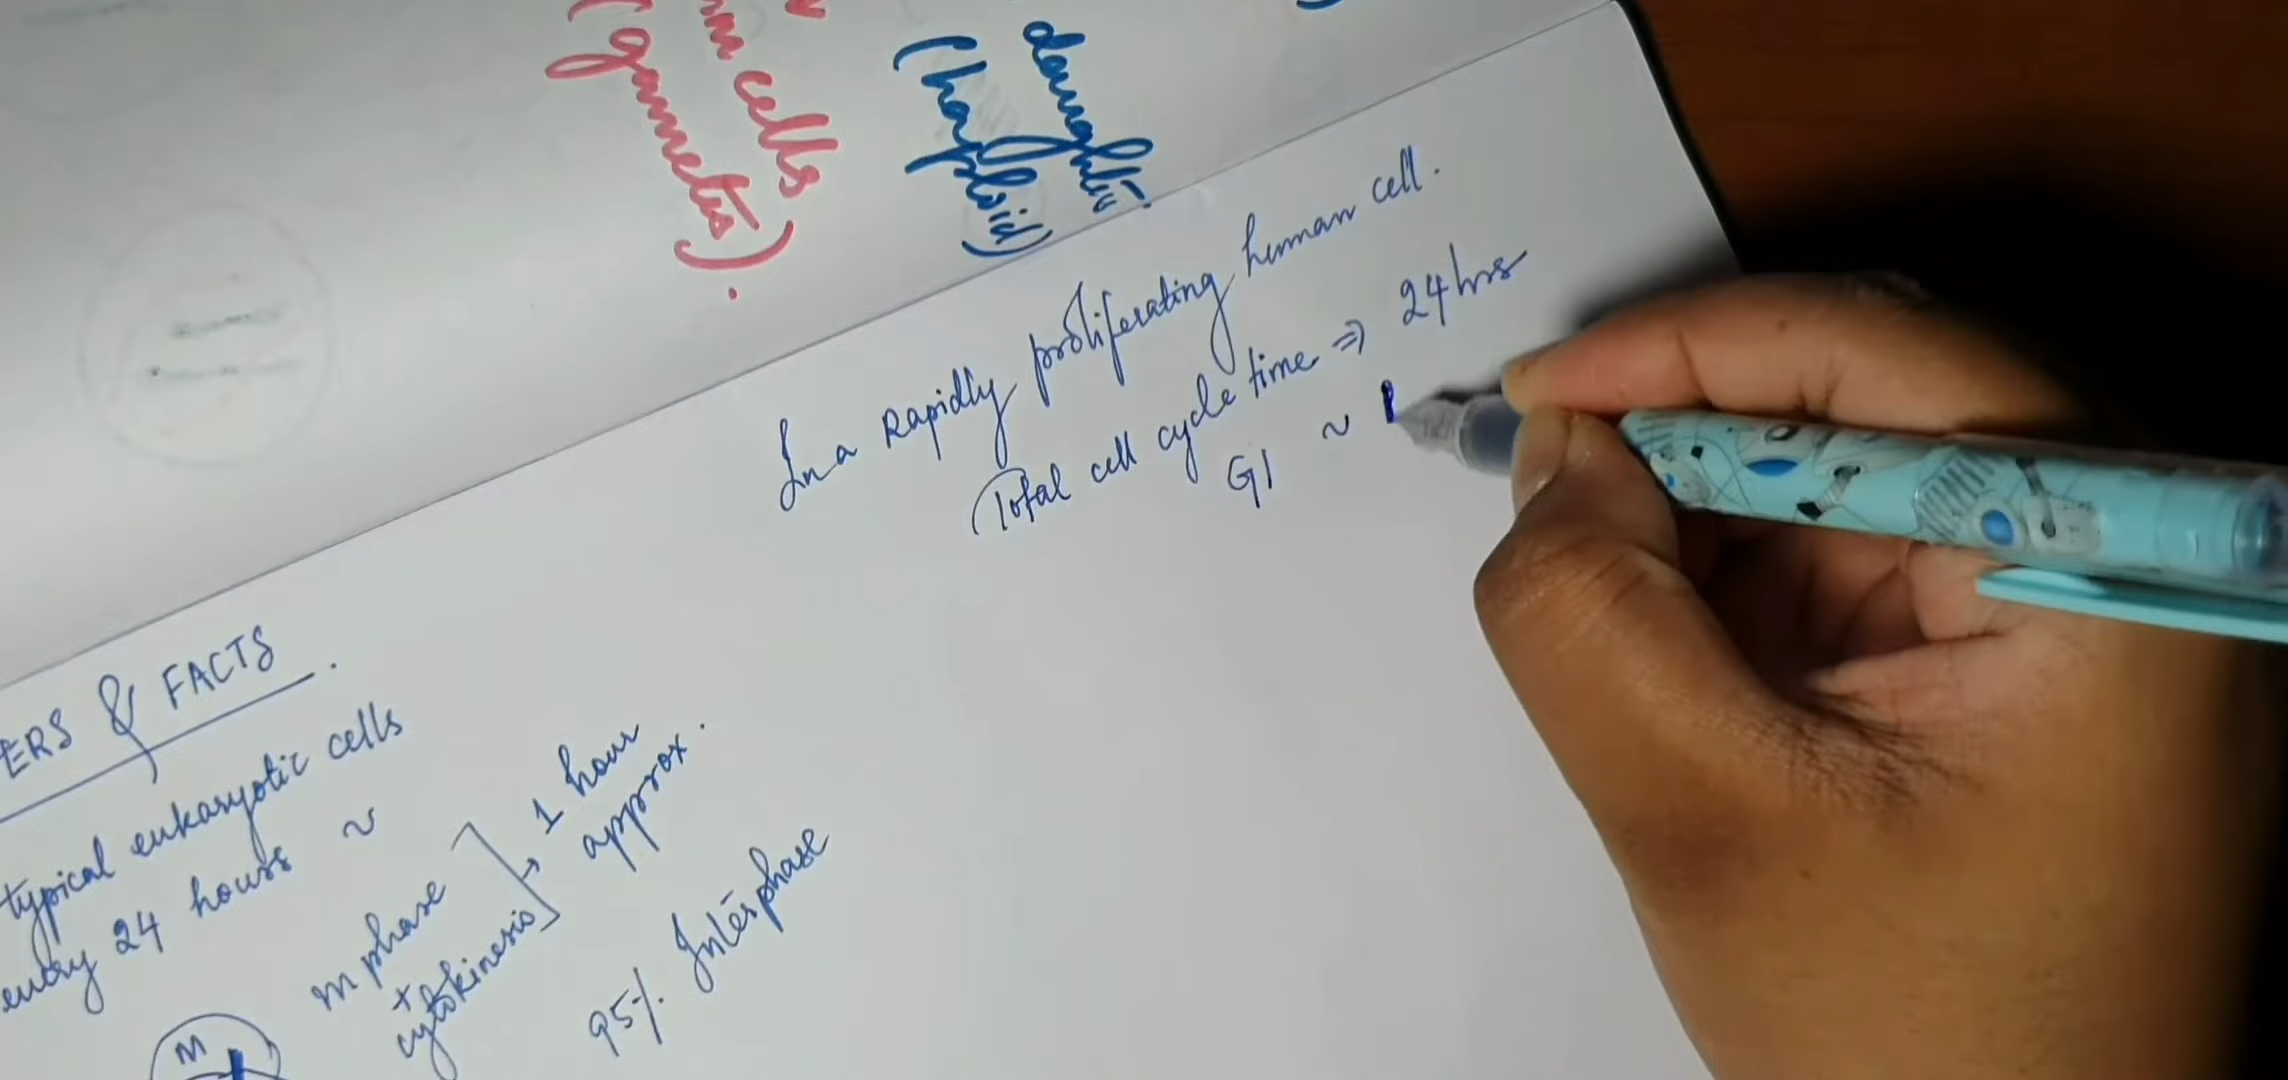 cells
(gametes).
daughter.
(haploid)
In a Rapidly proliferating human cell.
Total cell cycle time ⇒ 24 hrs
G1 ~
ERS & FACTS.
typical eukaryotic cells
every 24 hours ~
M phase
+
cytokinesis
1 hour
approx.
95% Interphase
M